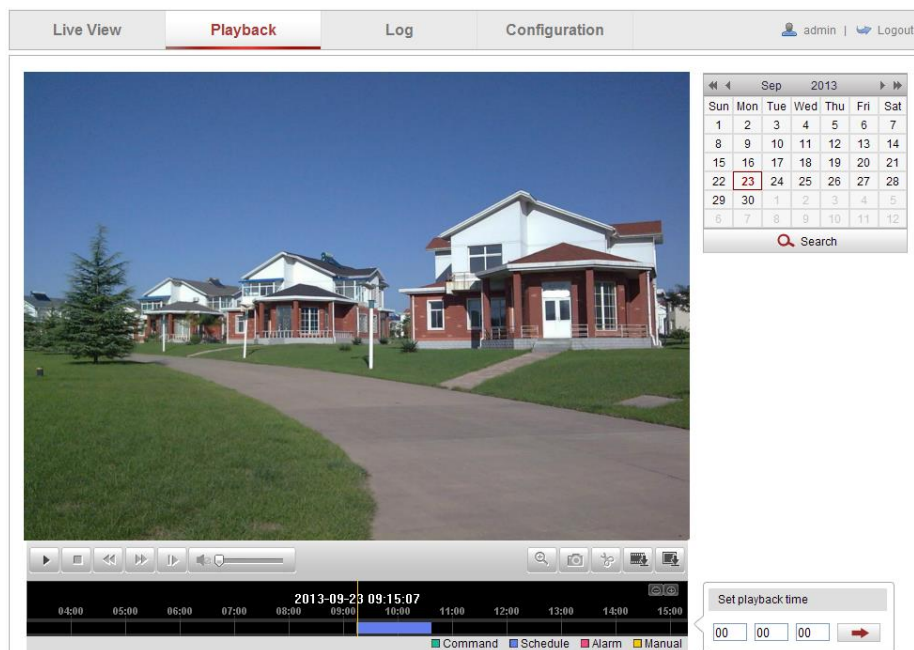 Live View Playback Log Configuration admin | Logout
Sep 2013
Sun Mon Tue Wed Thu Fri Sat
1 2 3 4 5 6 7
8 9 10 11 12 13 14
15 16 17 18 19 20 21
22 23 24 25 26 27 28
29 30 1 2 3 4 5
6 7 8 9 10 11 12
Search
2013-09-23 09:15:07
04:00 05:00 06:00 07:00 08:00 09:00 10:00 11:00 12:00 13:00 14:00 15:00
Command Schedule Alarm Manual
Set playback time
00 00 00